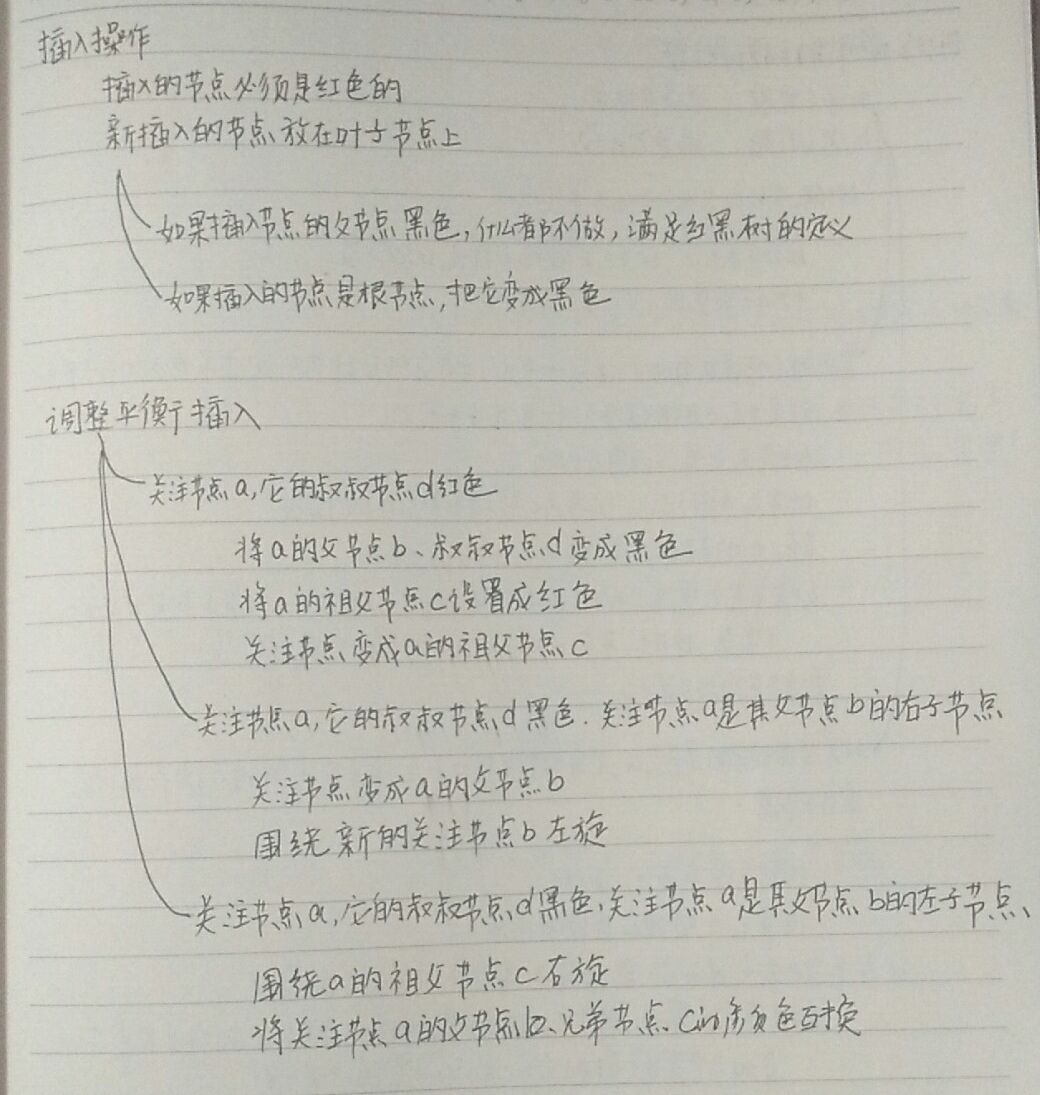 插入操作
插入的节点必须是红色的
新插入的节点放在叶子节点上
如果插入节点的父节点黑色,什么都不做,满足红黑树的定义
如果插入的节点是根节点,把它变成黑色
调整平衡插入
关注节点a,它的叔叔节点d红色
将a的父节点b、叔叔节点d变成黑色
将a的祖父节点c设置成红色
关注节点变成a的祖父节点c
关注节点a,它的叔叔节点d黑色.关注节点a是其父节点b的右子节点
关注节点变成a的父节点b
围绕新的关注节点b左旋
关注节点a,它的叔叔节点d黑色.关注节点a是其父节点b的左子节点
围绕a的祖父节点c右旋
将关注节点a的父节点b、兄弟节点c的颜色互换